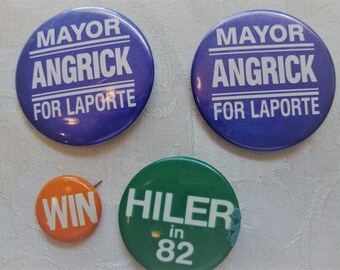 MAYOR
ANGRICK
FOR LAPORTE
MAYOR
ANGRICK
FOR LAPORTE
WIN
HILER
in
82